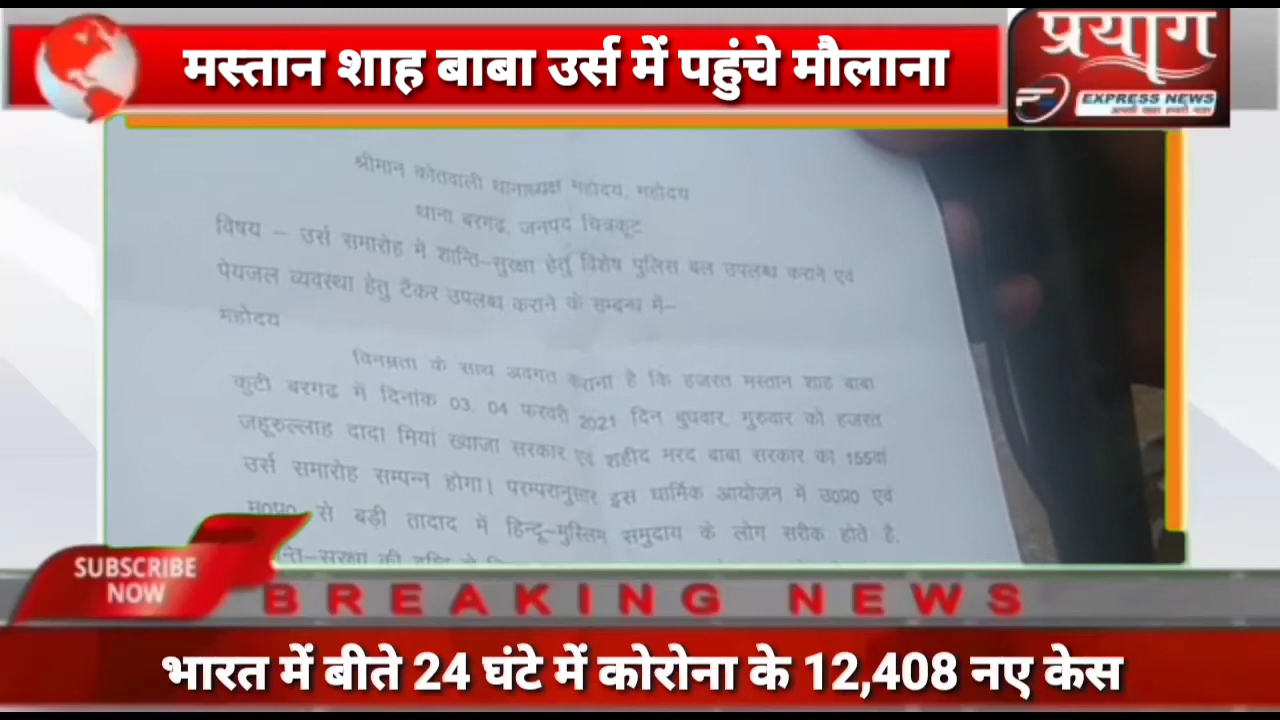 मस्तान शाह बाबा उर्स में पहुंचे मौलाना
प्रयाग
EXPRESS NEWS
श्रीमान कोतवाली थानाध्यक्ष महोदय, महोदय
थाना बरगढ़, जनपद चित्रकूट
विषय – उर्स समारोह में शान्ति-सुरक्षा हेतु विशेष पुलिस बल उपलब्ध कराने एवं
पेयजल व्यवस्था हेतु टैंकर उपलब्ध कराने के सम्बन्ध में–
महोदय
विनम्रता के साथ अवगत कराना है कि हजरत मस्तान शाह बाबा
कुटी बरगढ में दिनांक 03, 04 फरवरी 2021 दिन बुधवार, गुरुवार को हजरत
जहूरुल्लाह दादा मियां ख्वाजा सरकार एवं शहीद मरद बाबा सरकार का 155वां
उर्स समारोह सम्पन्न होगा। परम्परानुसार इस धार्मिक आयोजन में उ0प्र0 एवं
म0प्र0 से बड़ी तादाद में हिन्दू-मुस्लिम समुदाय के लोग सरीक होते है,
SUBSCRIBE
NOW
BREAKING NEWS
भारत में बीते 24 घंटे में कोरोना के 12,408 नए केस